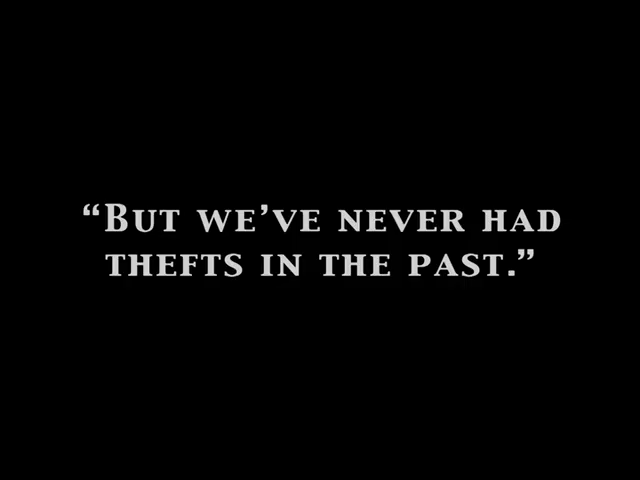 “But we’ve never had
thefts in the past.”